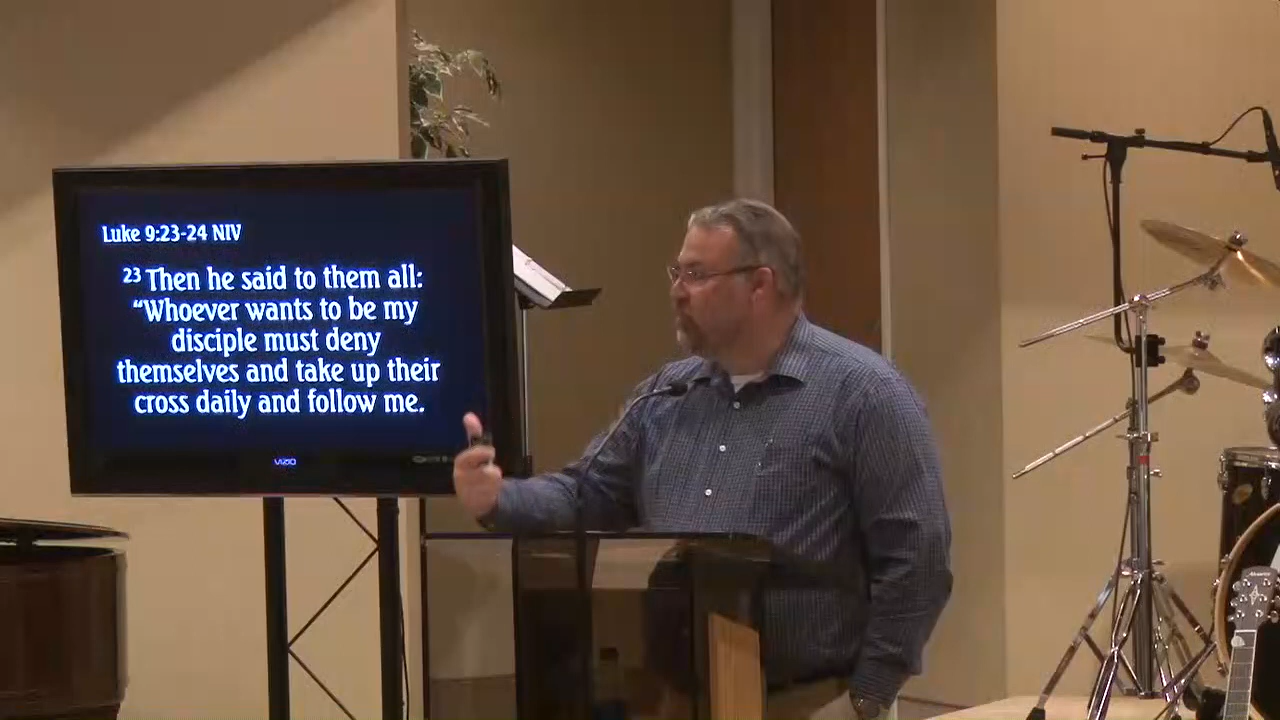 Luke 9:23-24 NIV
23 Then he said to them all:
“Whoever wants to be my
disciple must deny
themselves and take up their
cross daily and follow me.
VIZIO